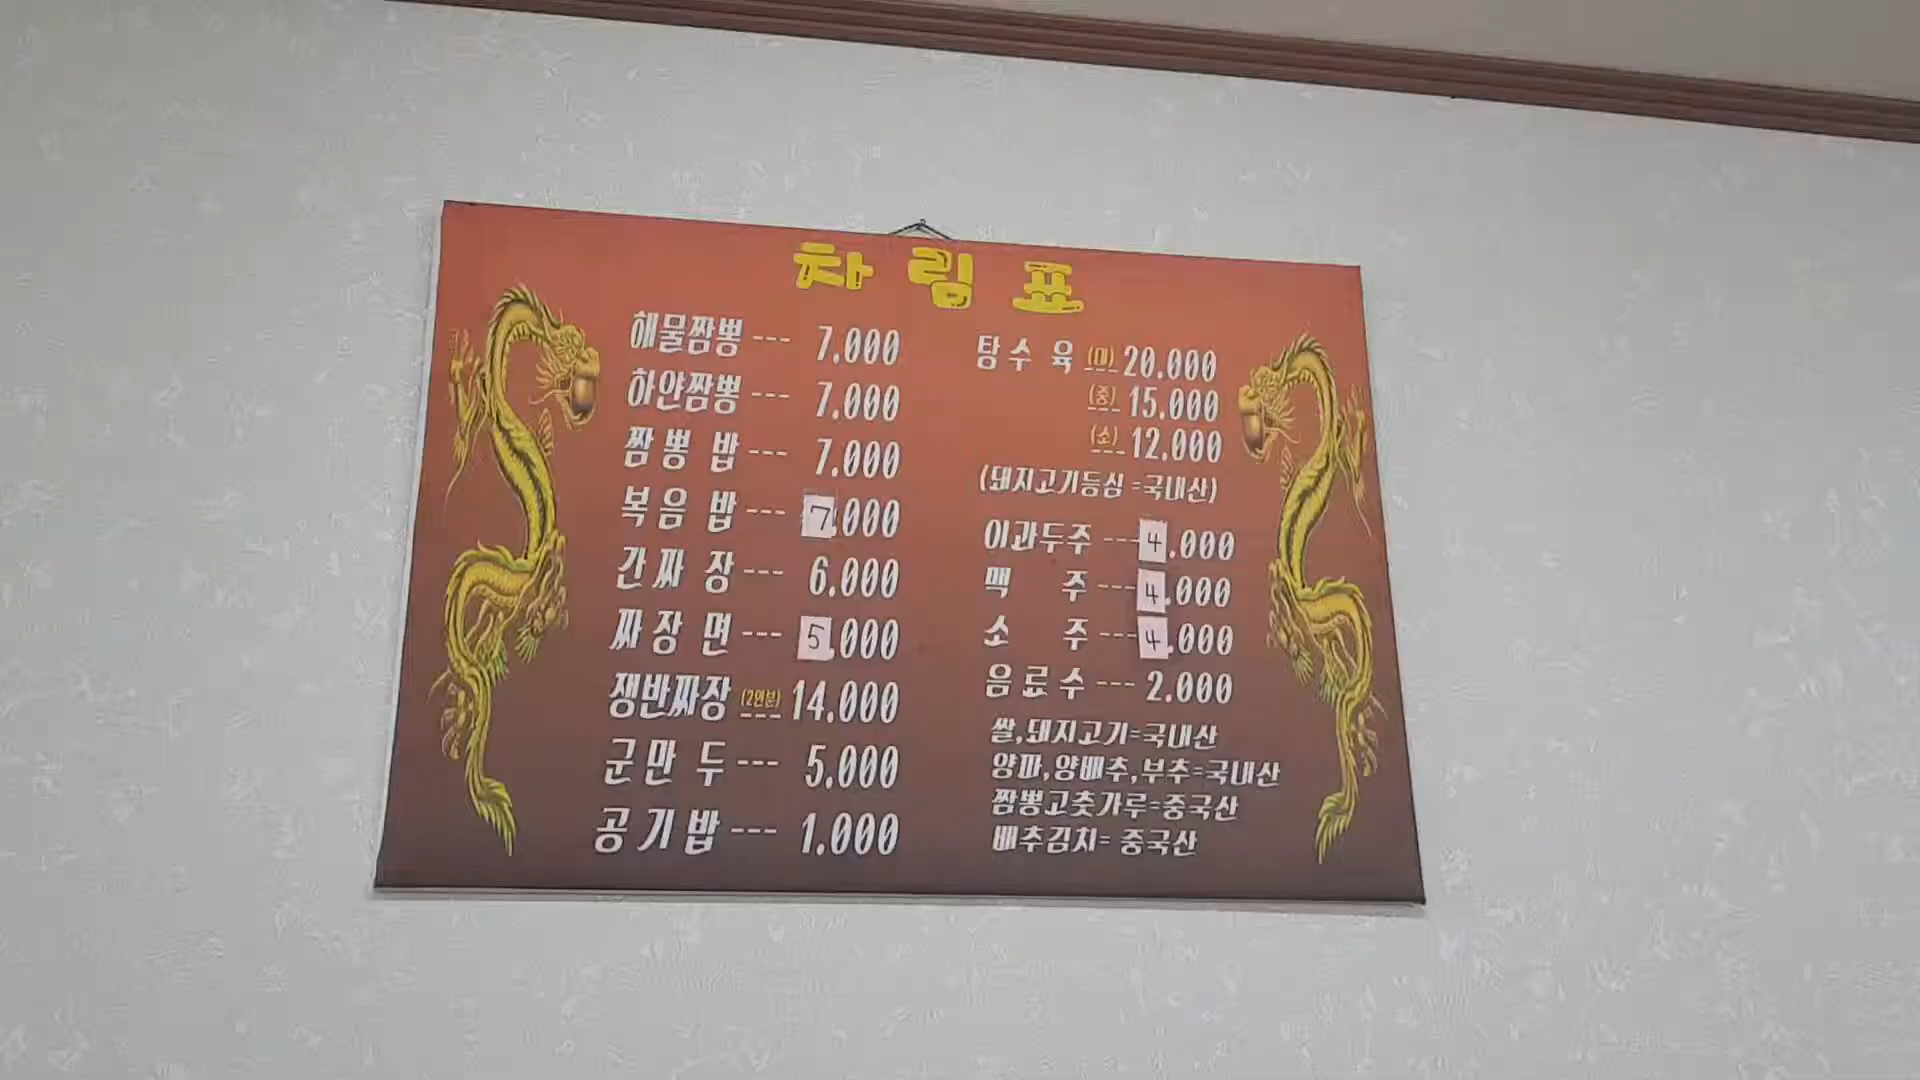 차림표
해물짬뽕 --- 7.000
하얀짬뽕 --- 7.000
짬뽕밥 --- 7.000
복음밥 --- 7.000
간짜장 --- 6.000
짜장면 --- 5.000
쟁반짜장 (2인분) --- 14.000
군만두 --- 5.000
공기밥 --- 1.000
탕수육 --- 20.000
(중) --- 15.000
(소) --- 12.000
(돼지고기등심=국내산)
이과두주 --- 4.000
맥주 --- 4.000
소주 --- 4.000
음료수 --- 2.000
쌀,돼지고기=국내산
양파,양배추,부추=국내산
짬뽕고춧가루=중국산
배추김치= 중국산